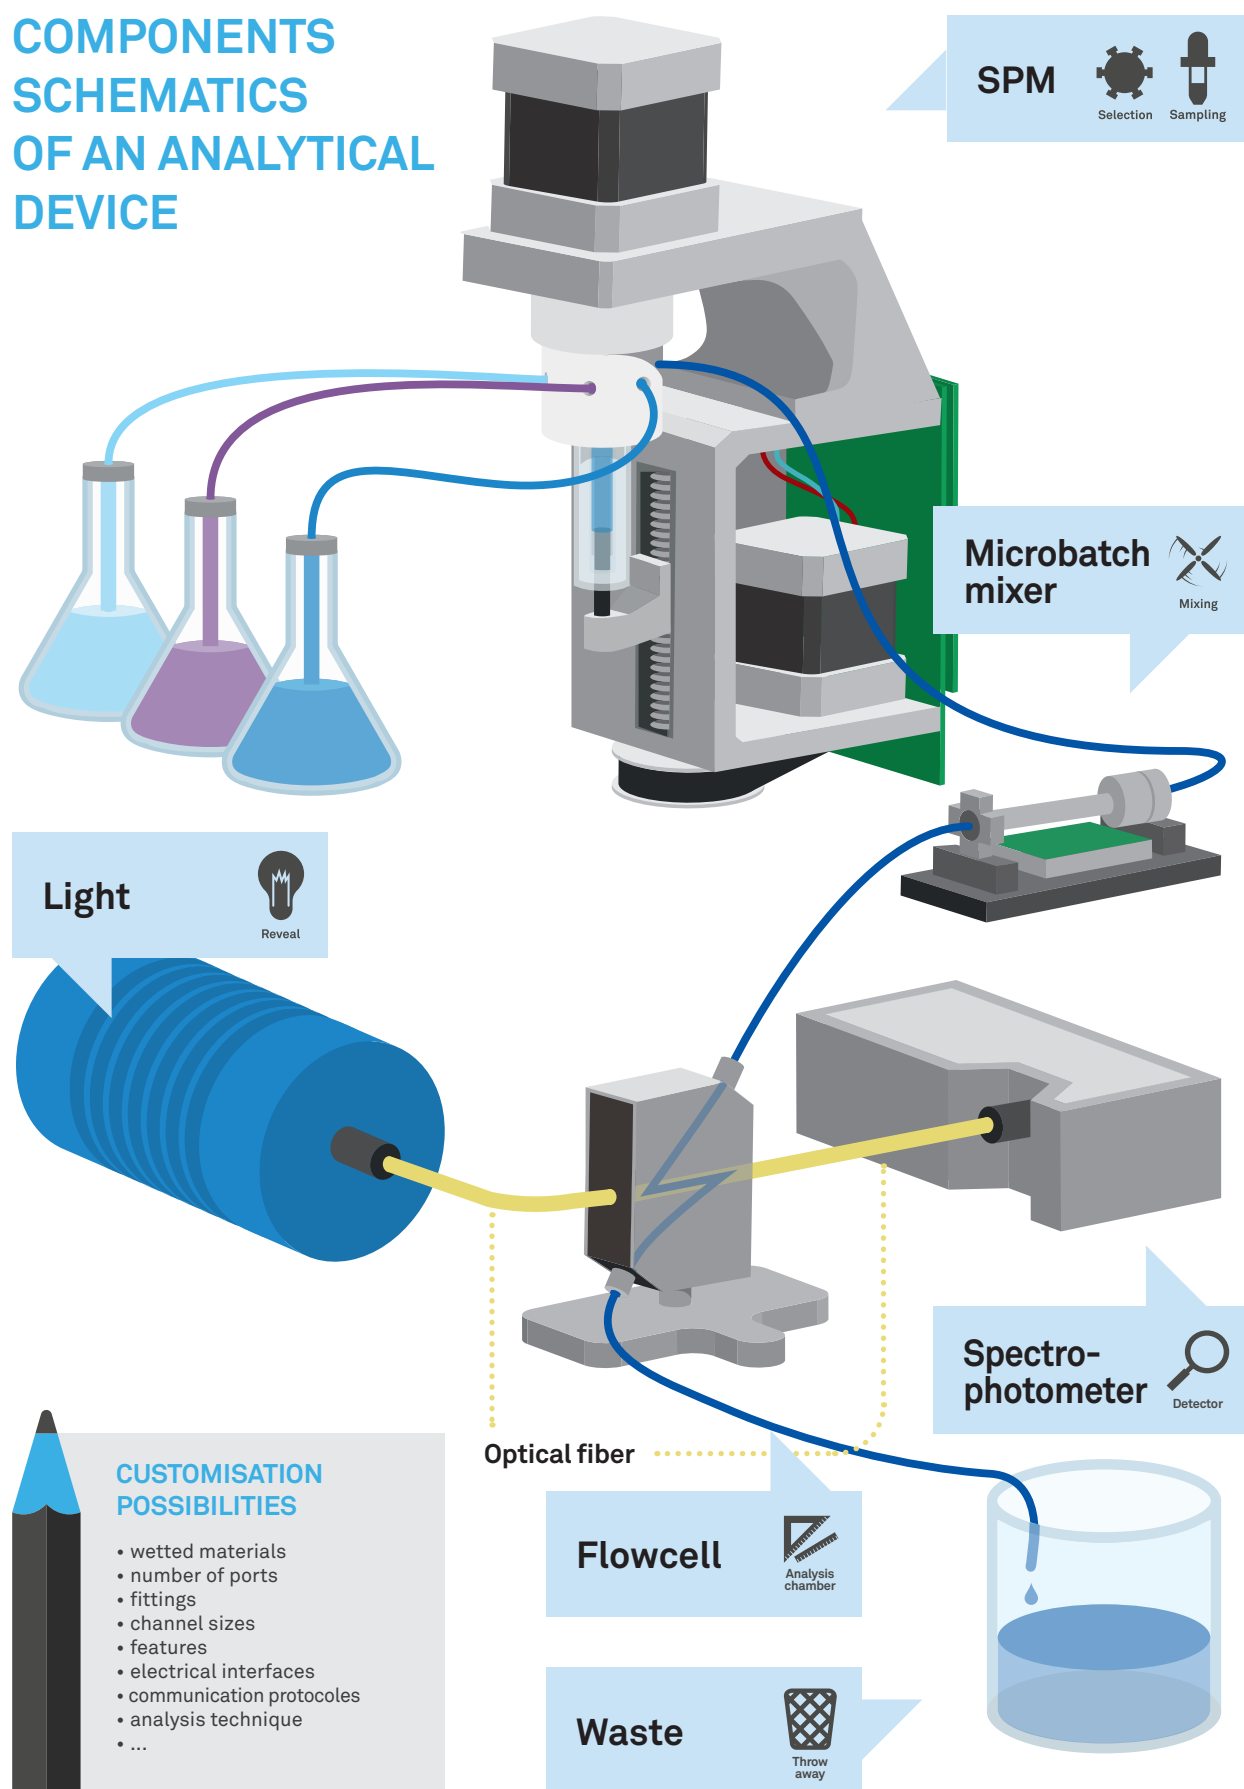 COMPONENTS
SCHEMATICS
OF AN ANALYTICAL
DEVICE
SPM
Selection
Sampling
Microbatch
mixer
Mixing
Light
Reveal
Spectro-
photometer
Detector
Optical fiber
CUSTOMISATION
POSSIBILITIES
• wetted materials
• number of ports
• fittings
• channel sizes
• features
• electrical interfaces
• communication protocoles
• analysis technique
• ...
Flowcell
Analysis
chamber
Waste
Throw
away